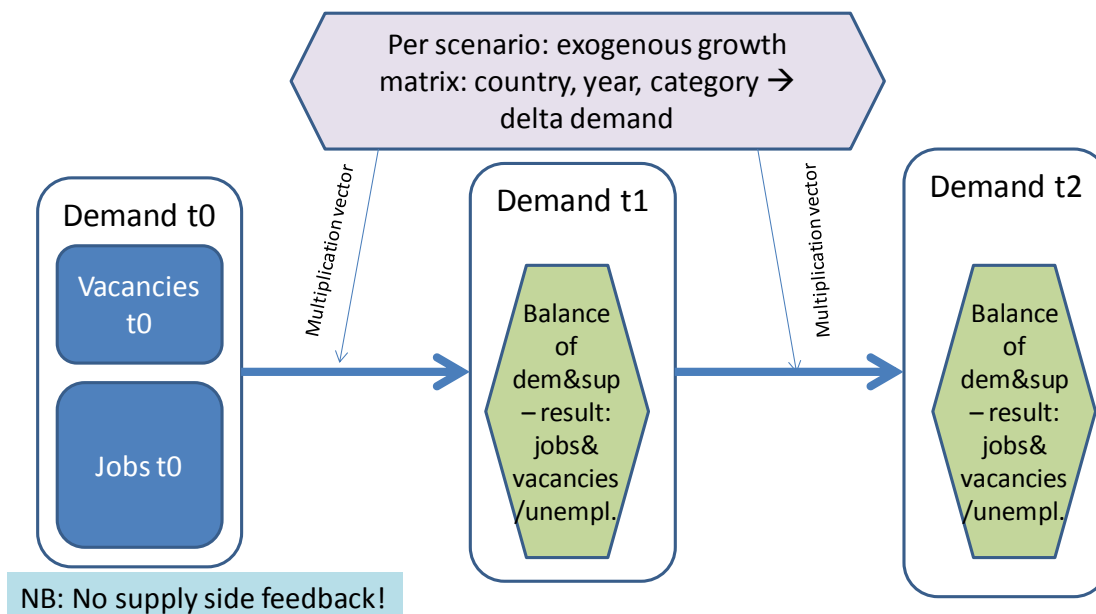 Per scenario: exogenous growth
matrix: country, year, category →
delta demand
Multiplication vector
Multiplication vector
Demand t0
Vacancies
t0
Jobs t0
Demand t1
Balance
of
dem&sup
– result:
jobs&
vacancies
/unempl.
Demand t2
Balance
of
dem&sup
– result:
jobs&
vacancies
/unempl.
NB: No supply side feedback!